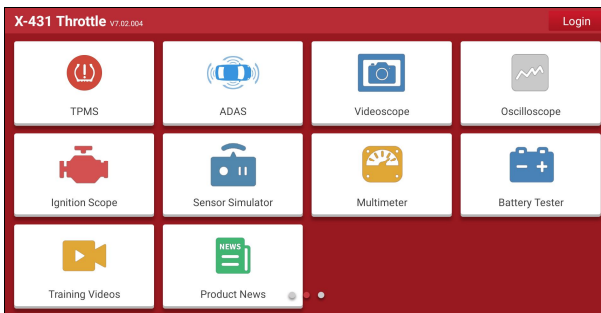 X-431 Throttle V7.02.004
Login
TPMS
ADAS
Videoscope
Oscilloscope
Ignition Scope
Sensor Simulator
Multimeter
Battery Tester
Training Videos
NEWS
Product News